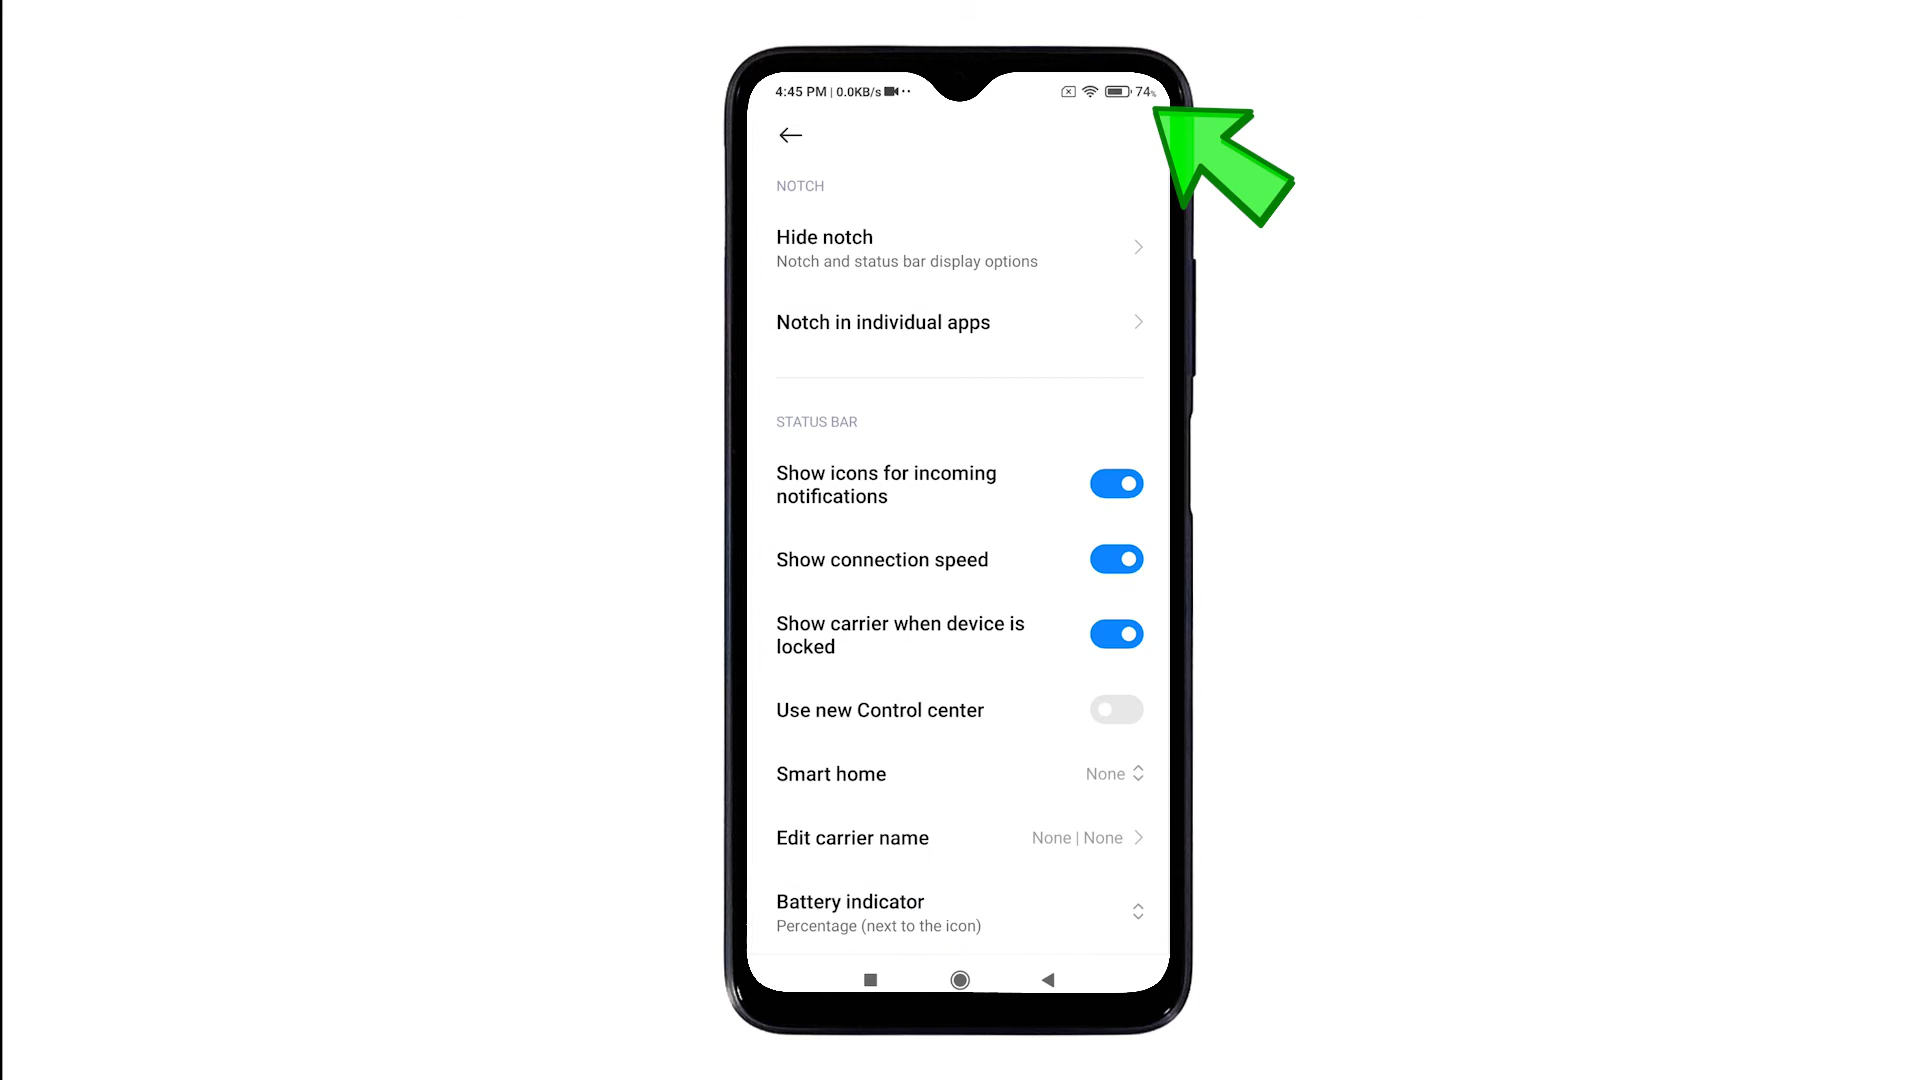 4:45 PM | 0.0KB/s 74%
NOTCH
Hide notch
Notch and status bar display options
Notch in individual apps
STATUS BAR
Show icons for incoming
notifications
Show connection speed
Show carrier when device is
locked
Use new Control center
Smart home None
Edit carrier name None | None
Battery indicator
Percentage (next to the icon)